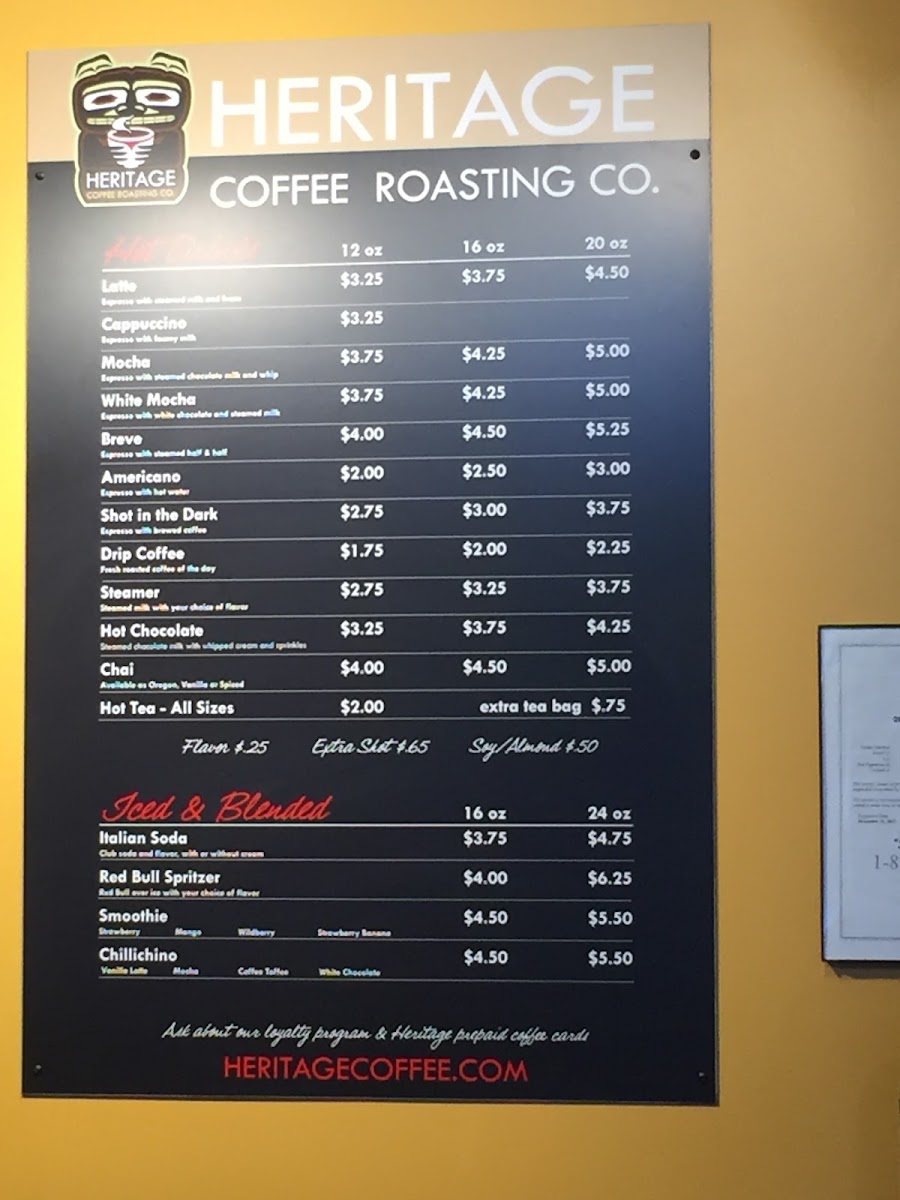 HERITAGE
COFFEE ROASTING CO.
HERITAGE
COFFEE ROASTING CO.
Hot Drinks 12 oz 16 oz 20 oz
Latte $3.25 $3.75 $4.50
Espresso with steamed milk and foam
Cappuccino $3.25
Espresso with foamy milk
Mocha $3.75 $4.25 $5.00
Espresso with steamed chocolate milk and whip
White Mocha $3.75 $4.25 $5.00
Espresso with white chocolate and steamed milk
Breve $4.00 $4.50 $5.25
Espresso with steamed half & half
Americano $2.00 $2.50 $3.00
Espresso with hot water
Shot in the Dark $2.75 $3.00 $3.75
Espresso with brewed coffee
Drip Coffee $1.75 $2.00 $2.25
Fresh roasted coffee of the day
Steamer $2.75 $3.25 $3.75
Steamed milk with your choice of flavor
Hot Chocolate $3.25 $3.75 $4.25
Steamed chocolate milk with whipped cream and sprinkles
Chai $4.00 $4.50 $5.00
Available as Oregon, Vanilla or Spiced
Hot Tea - All Sizes $2.00 extra tea bag $.75
Flavor $.25 Extra Shot $.65 Soy/Almond $.50
Iced & Blended 16 oz 24 oz
Italian Soda $3.75 $4.75
Club soda and flavor, with or without cream
Red Bull Spritzer $4.00 $6.25
Red Bull over ice with your choice of flavor
Smoothie $4.50 $5.50
Strawberry Mango Wildberry Strawberry Banana
Chillichino $4.50 $5.50
Vanilla Latte Mocha Coffee Toffee White Chocolate
Ask about our loyalty program & Heritage prepaid coffee cards
HERITAGECOFFEE.COM
1-8